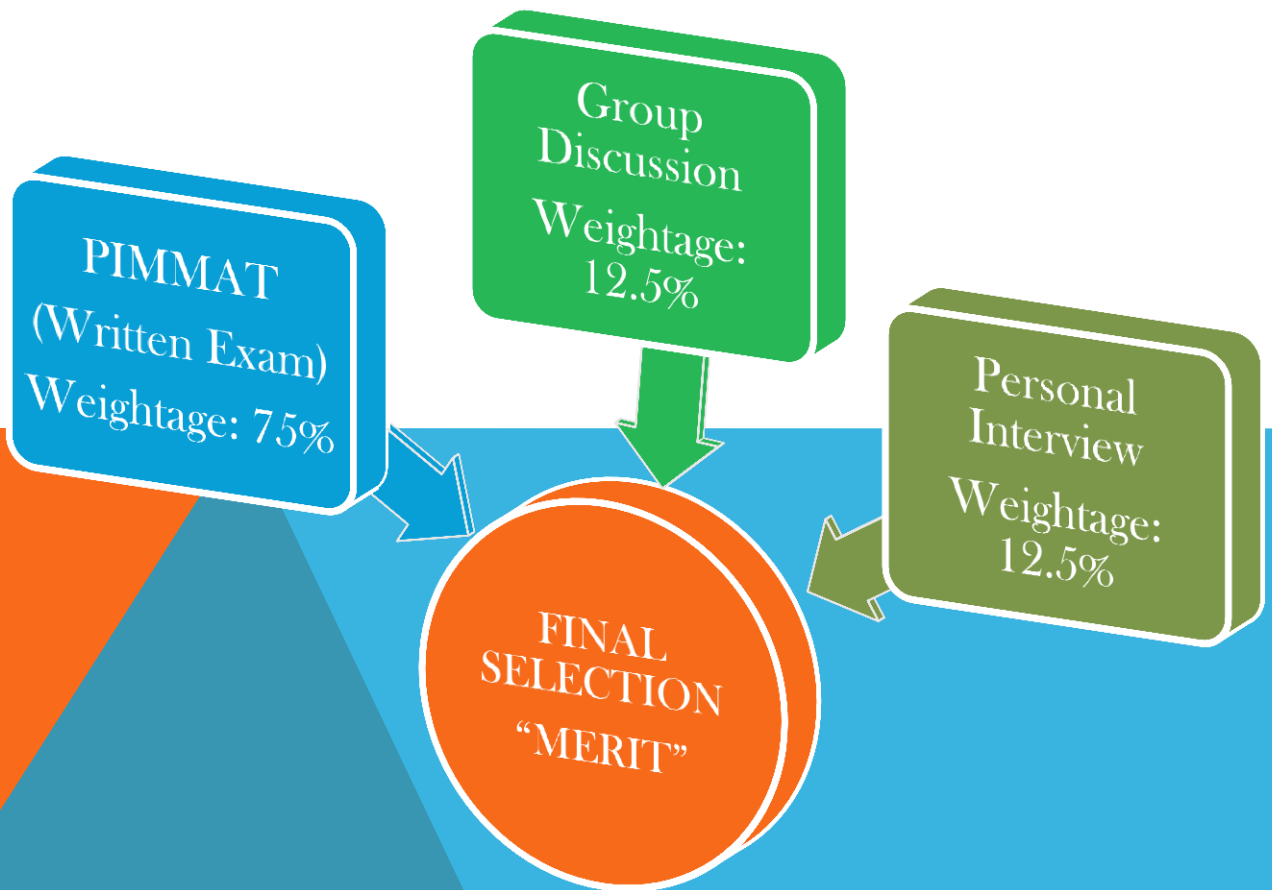 PIMMAT
(Written Exam)
Weightage: 75%
Group
Discussion
Weightage:
12.5%
Personal
Interview
Weightage:
12.5%
FINAL
SELECTION
“MERIT”